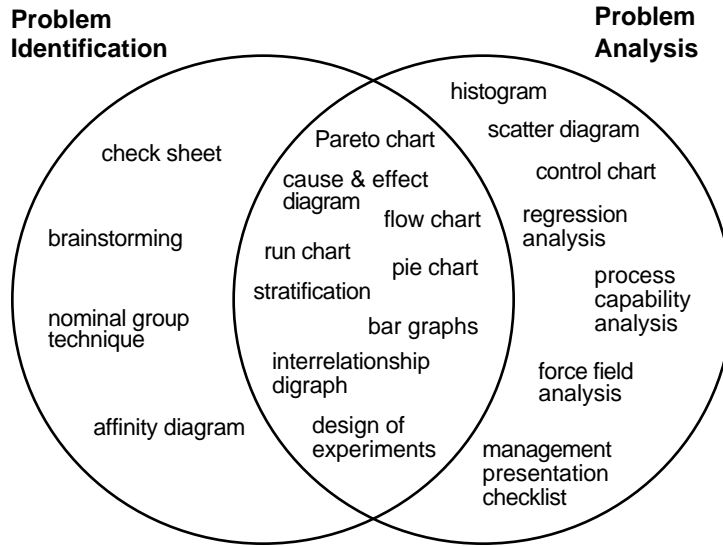 Problem
Identification
Problem
Analysis
check sheet
brainstorming
nominal group
technique
affinity diagram
Pareto chart
cause & effect
diagram
flow chart
run chart
pie chart
stratification
bar graphs
interrelationship
digraph
design of
experiments
histogram
scatter diagram
control chart
regression
analysis
process
capability
analysis
force field
analysis
management
presentation
checklist